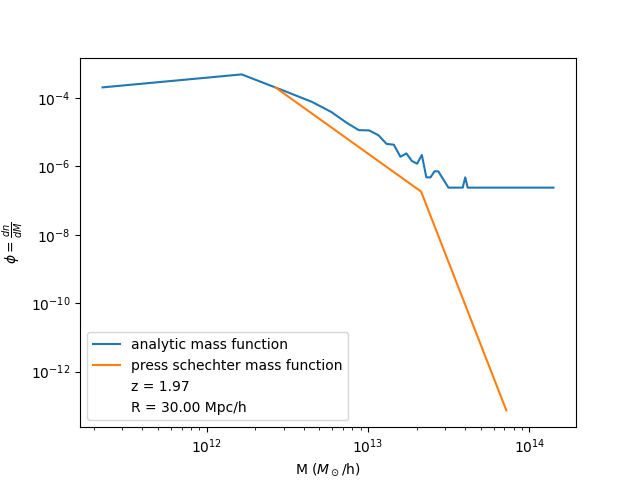 ϕ = dn/dM
10⁻⁴
10⁻⁶
10⁻⁸
10⁻¹⁰
10⁻¹²
analytic mass function
press schechter mass function
z = 1.97
R = 30.00 Mpc/h
10¹² 10¹³ 10¹⁴
M (M⊙/h)